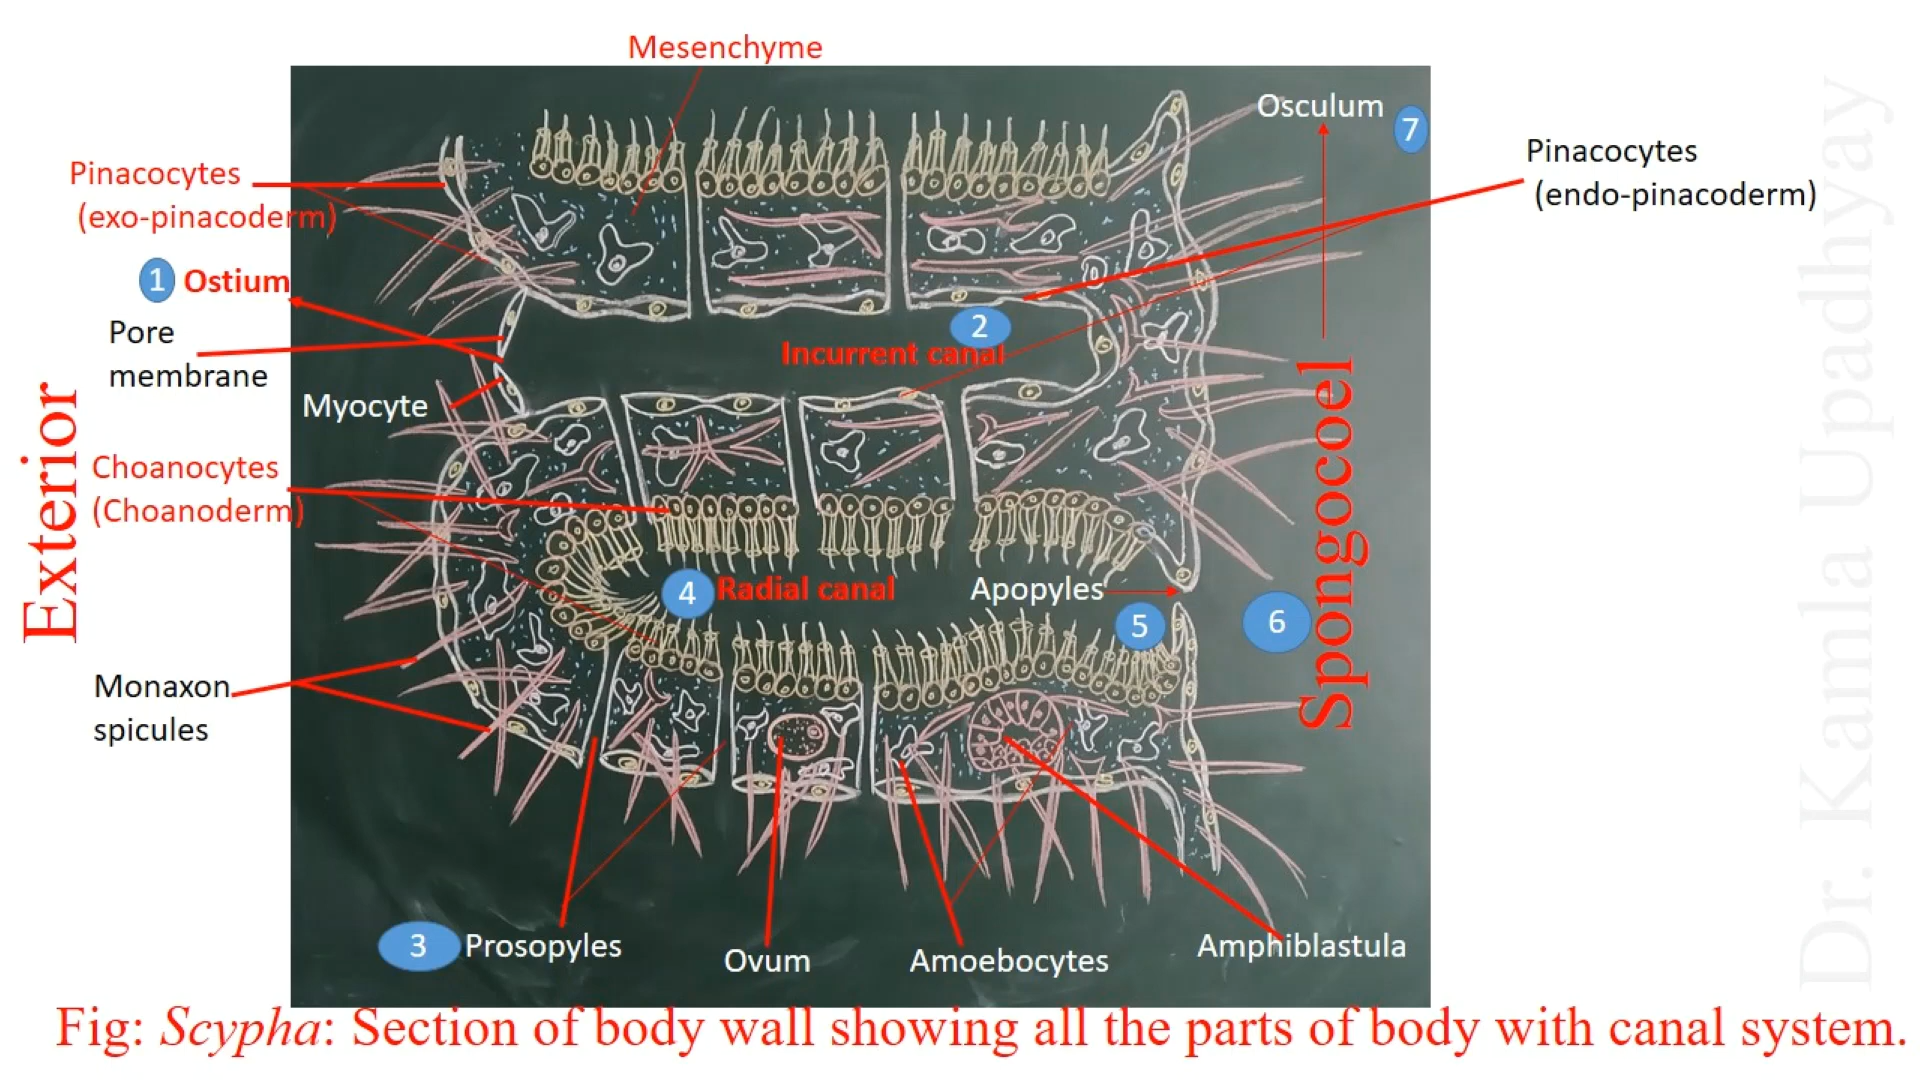 Mesenchyme
Osculum 7
Pinacocytes
(endo-pinacoderm)
Pinacocytes
(exo-pinacoderm)
1 Ostium
2
Incurrent canal
Pore
membrane
Myocyte
Exterior
Choanocytes
(Choanoderm)
Spongocoel
4 Radial canal
Apopyles
5
6
Monaxon
spicules
3 Prosopyles
Ovum
Amoebocytes
Amphiblastula
Dr. Kamla Upadhyay
Fig: Scypha: Section of body wall showing all the parts of body with canal system.